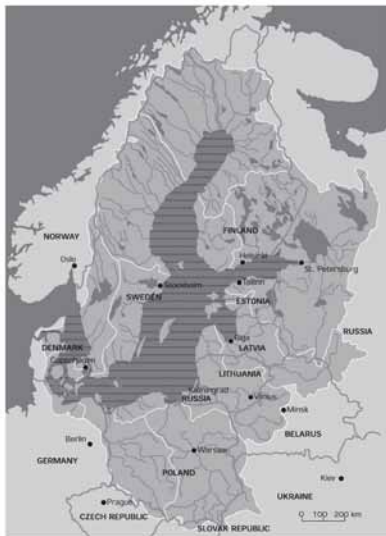 NORWAY
FINLAND
Oslo
Helsinki
St. Petersburg
Stockholm
Tallinn
SWEDEN
ESTONIA
RUSSIA
Riga
DENMARK
LATVIA
Copenhagen
LITHUANIA
Kaliningrad
Vilnius
RUSSIA
Minsk
BELARUS
Berlin
Warsaw
GERMANY
POLAND
Kiev
Prague
UKRAINE
CZECH REPUBLIC
SLOVAK REPUBLIC
0 100 200 km